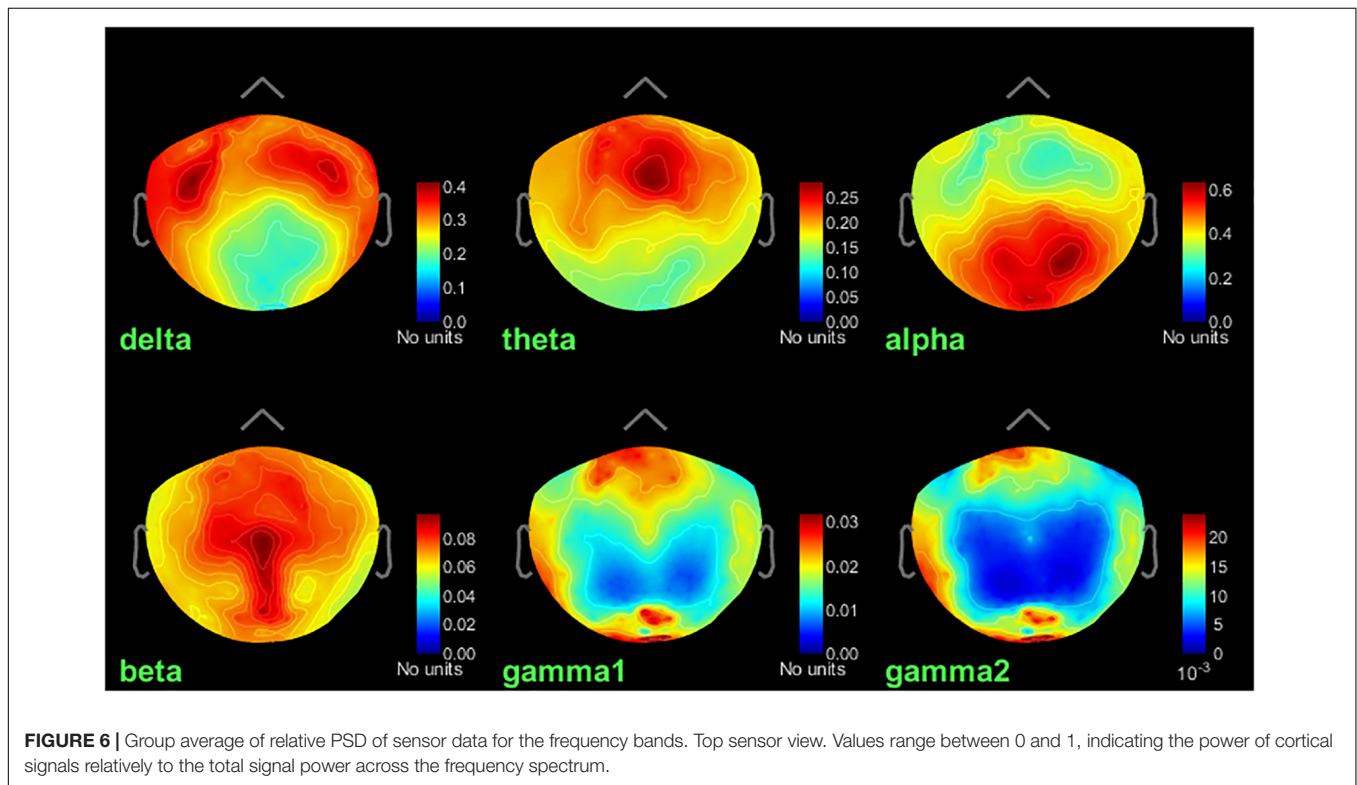 0.4
0.3
0.2
0.1
0.0
delta
No units
0.25
0.20
0.15
0.10
0.05
0.00
theta
No units
0.6
0.4
0.2
0.0
alpha
No units
0.08
0.06
0.04
0.02
0.00
beta
No units
0.03
0.02
0.01
0.00
gamma1
No units
20
15
10
5
0
gamma2
10-3
FIGURE 6 | Group average of relative PSD of sensor data for the frequency bands. Top sensor view. Values range between 0 and 1, indicating the power of cortical
signals relatively to the total signal power across the frequency spectrum.